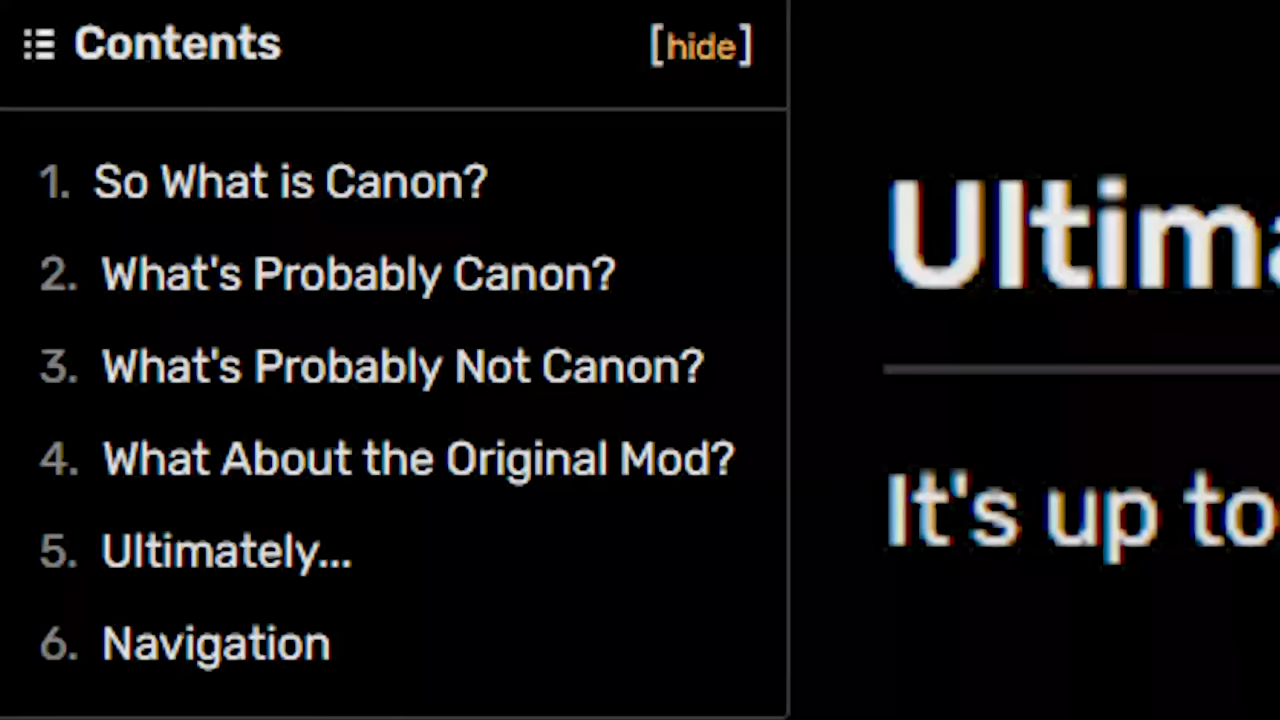 Contents [hide]
1. So What is Canon?
2. What's Probably Canon?
3. What's Probably Not Canon?
4. What About the Original Mod?
5. Ultimately...
6. Navigation
Ultima
It's up to